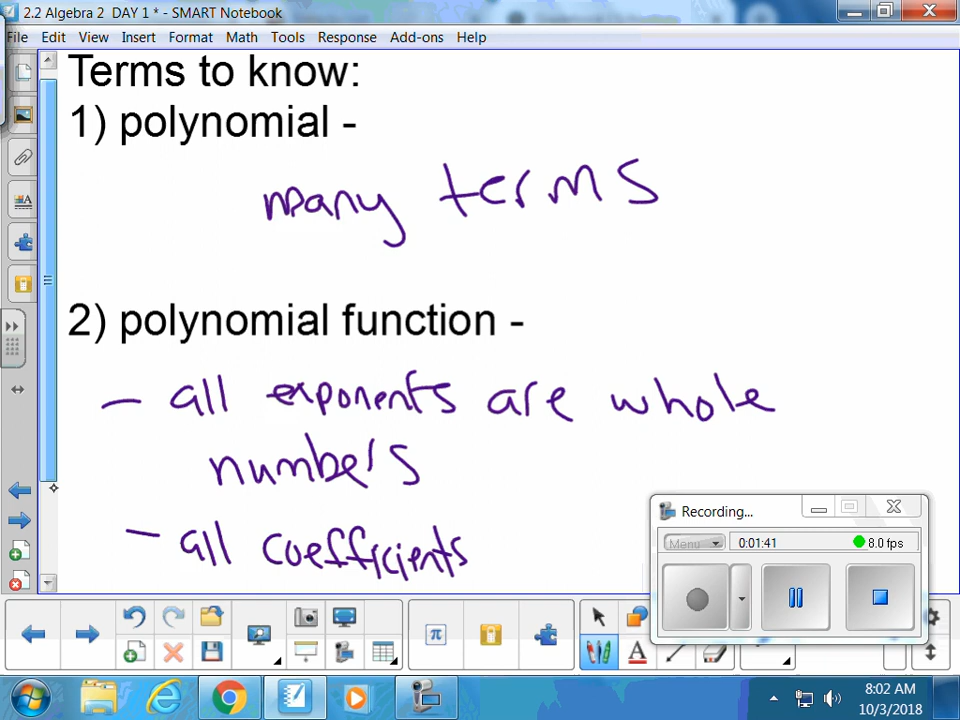 2.2 Algebra 2 DAY 1 * - SMART Notebook
File Edit View Insert Format Math Tools Response Add-ons Help
Terms to know:
1) polynomial -
many terms
2) polynomial function -
- all exponents are whole
numbers
- all coefficients
Recording...
Menu 0:01:41 8.0 fps
8:02 AM
10/3/2018